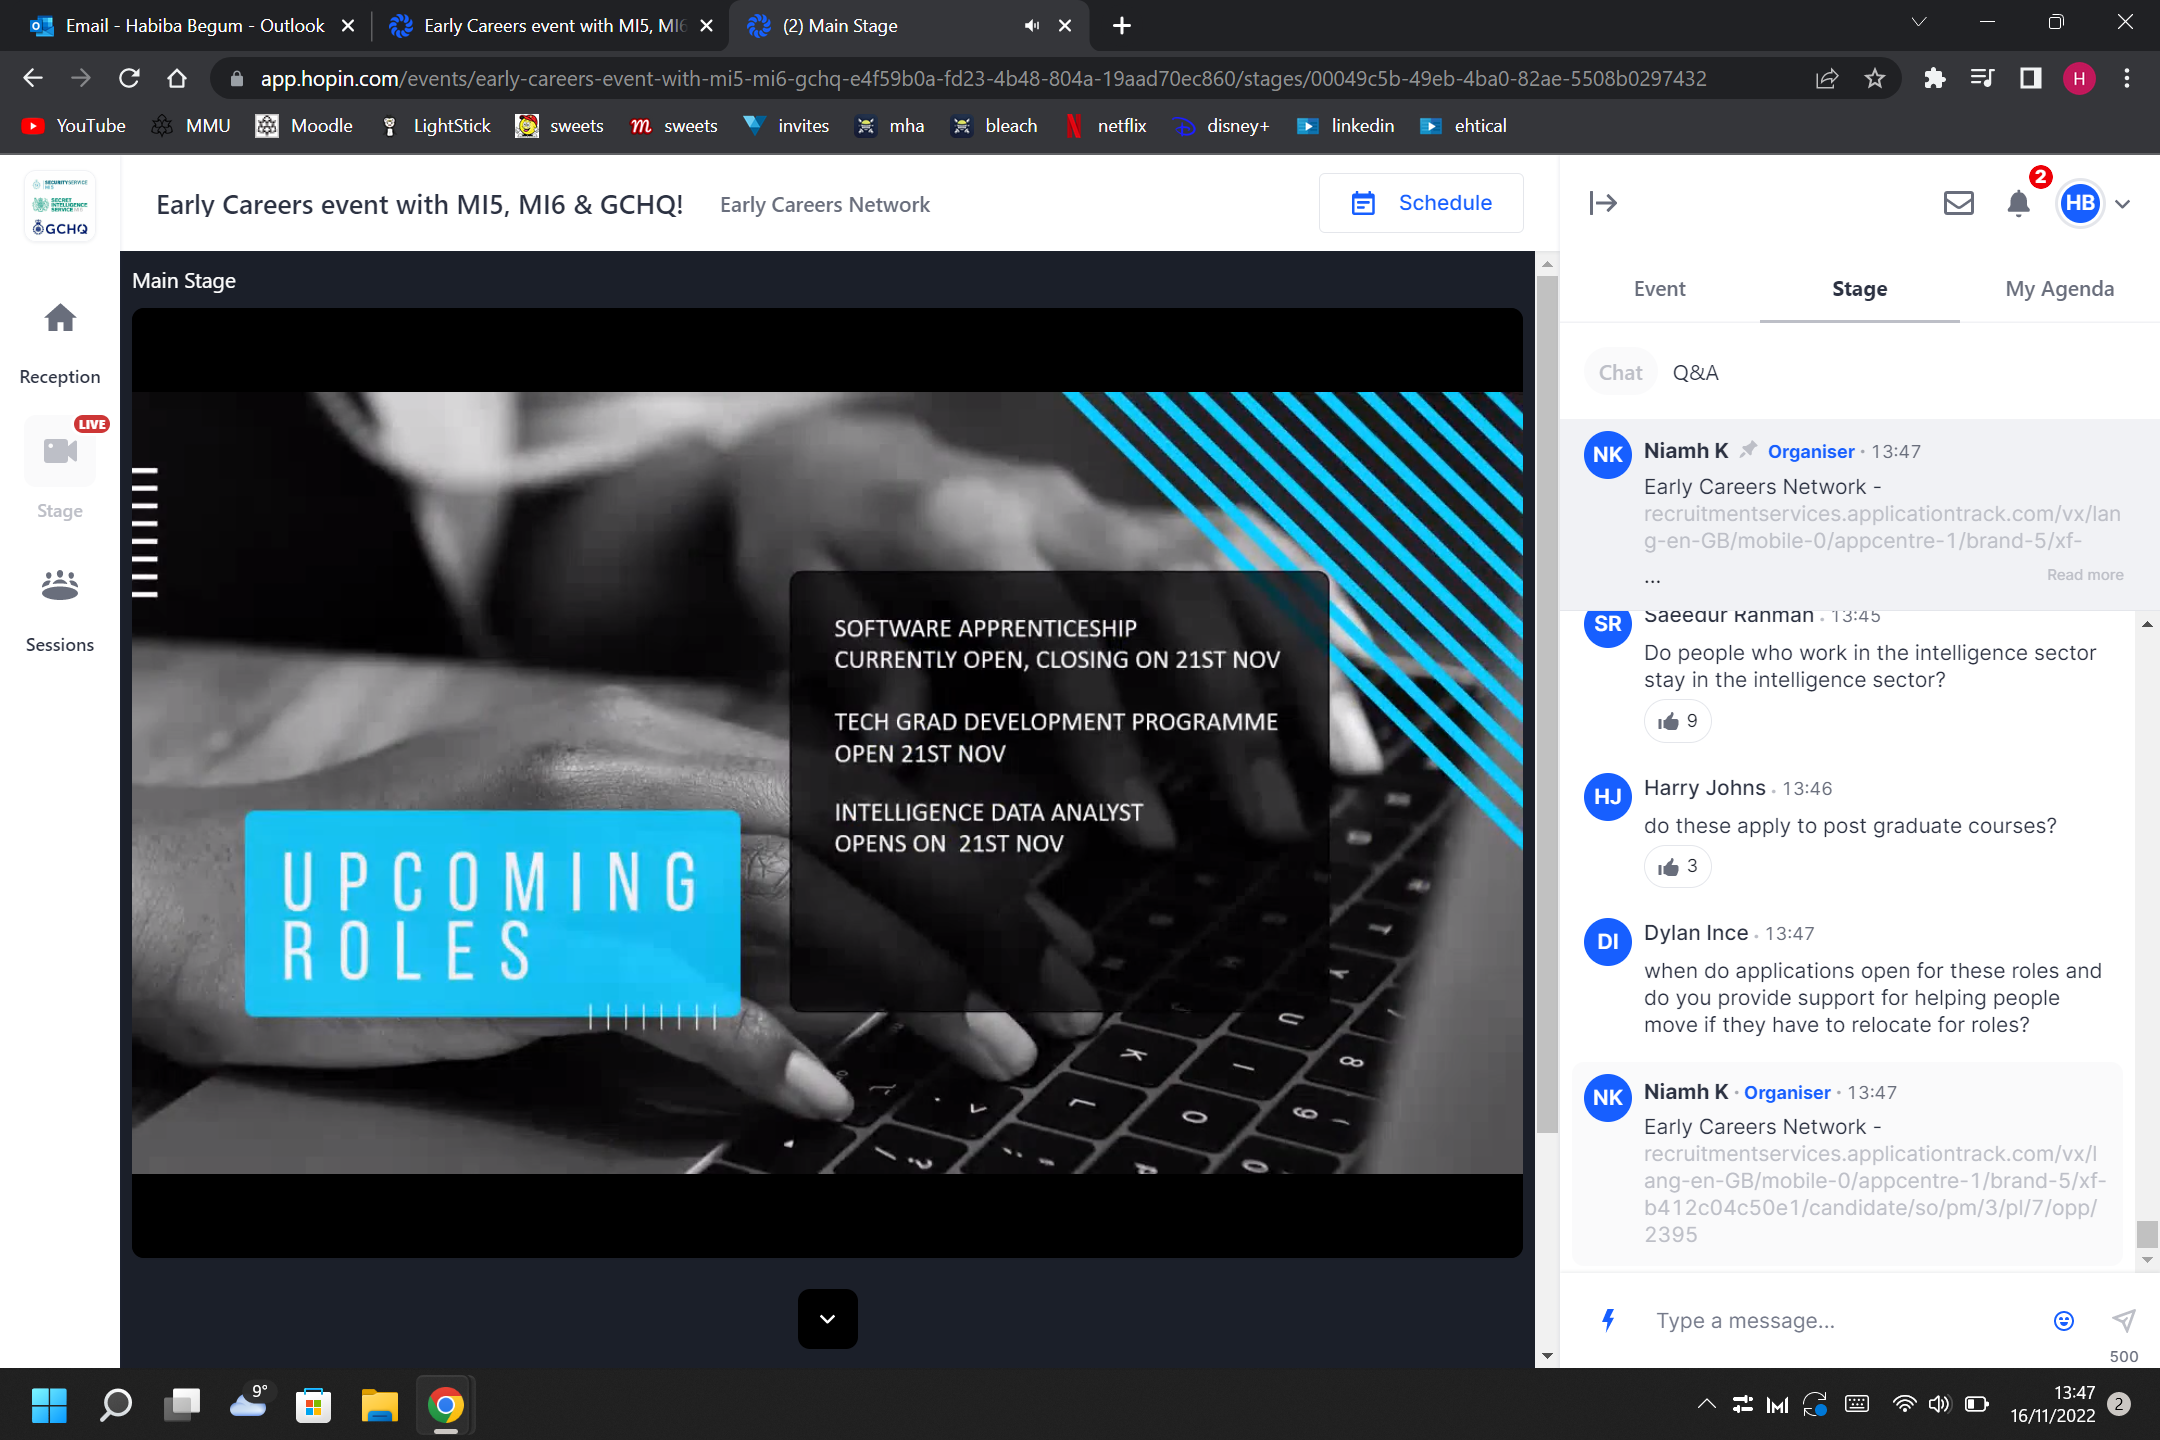 Email - Habiba Begum - Outlook
Early Careers event with MI5, MI6
(2) Main Stage
app.hopin.com/events/early-careers-event-with-mi5-mi6-gchq-e4f59b0a-fd23-4b48-804a-19aad70ec860/stages/00049c5b-49eb-4ba0-82ae-5508b0297432
H
YouTube
MMU
Moodle
LightStick
sweets
sweets
invites
mha
bleach
netflix
disney+
linkedin
ehtical
SECURITY SERVICE
MI5
SECRET
INTELLIGENCE
SERVICE MI6
GCHQ
Early Careers event with MI5, MI6 & GCHQ!
Early Careers Network
Schedule
2
HB
Reception
LIVE
Stage
Sessions
Main Stage
SOFTWARE APPRENTICESHIP
CURRENTLY OPEN, CLOSING ON 21ST NOV
TECH GRAD DEVELOPMENT PROGRAMME
OPEN 21ST NOV
INTELLIGENCE DATA ANALYST
OPENS ON  21ST NOV
UPCOMING
ROLES
Event
Stage
My Agenda
Chat
Q&A
NK
Niamh K
Organiser · 13:47
Early Careers Network -
recruitmentservices.applicationtrack.com/vx/lan
g-en-GB/mobile-0/appcentre-1/brand-5/xf-
...
Read more
SR
Saeedur Rahman · 13:45
Do people who work in the intelligence sector
stay in the intelligence sector?
9
HJ
Harry Johns · 13:46
do these apply to post graduate courses?
3
DI
Dylan Ince · 13:47
when do applications open for these roles and
do you provide support for helping people
move if they have to relocate for roles?
NK
Niamh K · Organiser · 13:47
Early Careers Network -
recruitmentservices.applicationtrack.com/vx/l
ang-en-GB/mobile-0/appcentre-1/brand-5/xf-
b412c04c50e1/candidate/so/pm/3/pl/7/opp/
2395
Type a message...
500
9°
13:47
16/11/2022
2